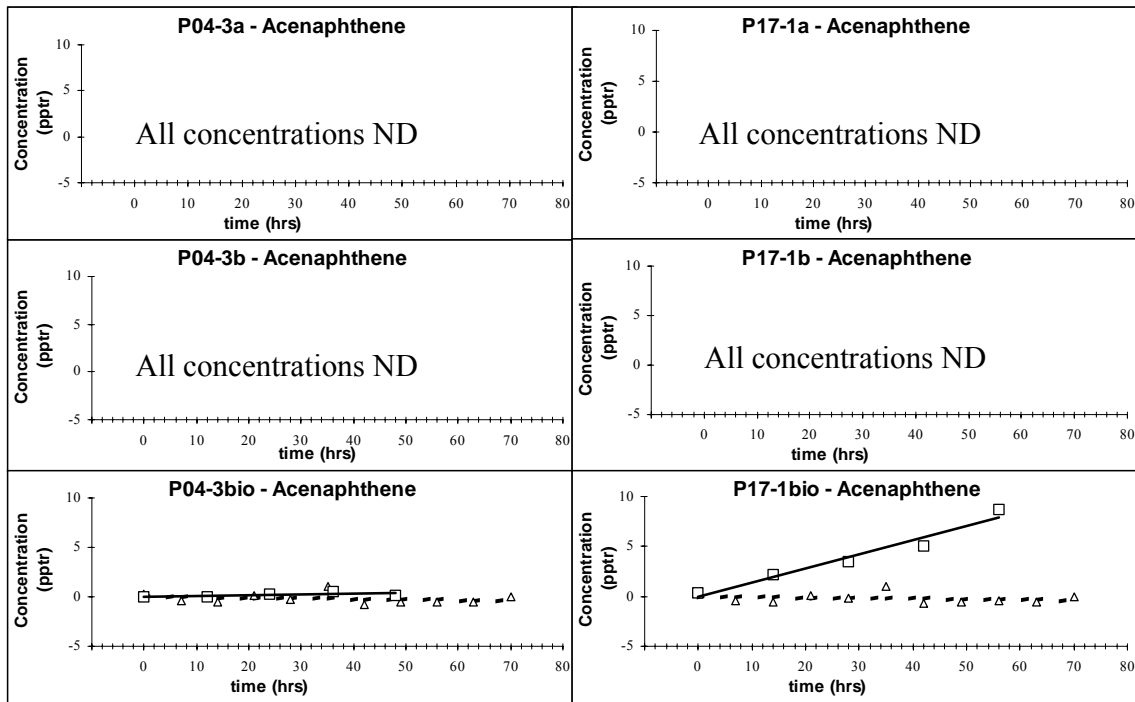 P04-3a - Acenaphthene
Concentration
(pptr)
10
5
0
-5
All concentrations ND
0 10 20 30 40 50 60 70 80
time (hrs)
P17-1a - Acenaphthene
Concentration
(pptr)
10
5
0
-5
All concentrations ND
0 10 20 30 40 50 60 70 80
time (hrs)
P04-3b - Acenaphthene
Concentration
(pptr)
10
5
0
-5
All concentrations ND
0 10 20 30 40 50 60 70 80
time (hrs)
P17-1b - Acenaphthene
Concentration
(pptr)
10
5
0
-5
All concentrations ND
0 10 20 30 40 50 60 70 80
time (hrs)
P04-3bio - Acenaphthene
Concentration
(pptr)
10
5
0
-5
0 10 20 30 40 50 60 70 80
time (hrs)
P17-1bio - Acenaphthene
Concentration
(pptr)
10
5
0
-5
0 10 20 30 40 50 60 70 80
time (hrs)